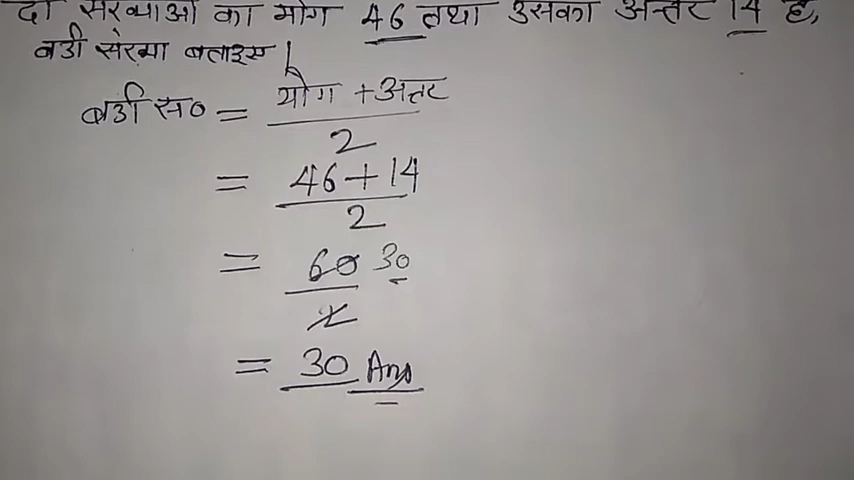 दो संख्याओं का योग 46 तथा उसका अन्तर 14 है,
बडी संख्या बताइए |
बडी स० = योग + अन्तर
2
= 46 + 14
2
= 60 30
2
= 30 Ans